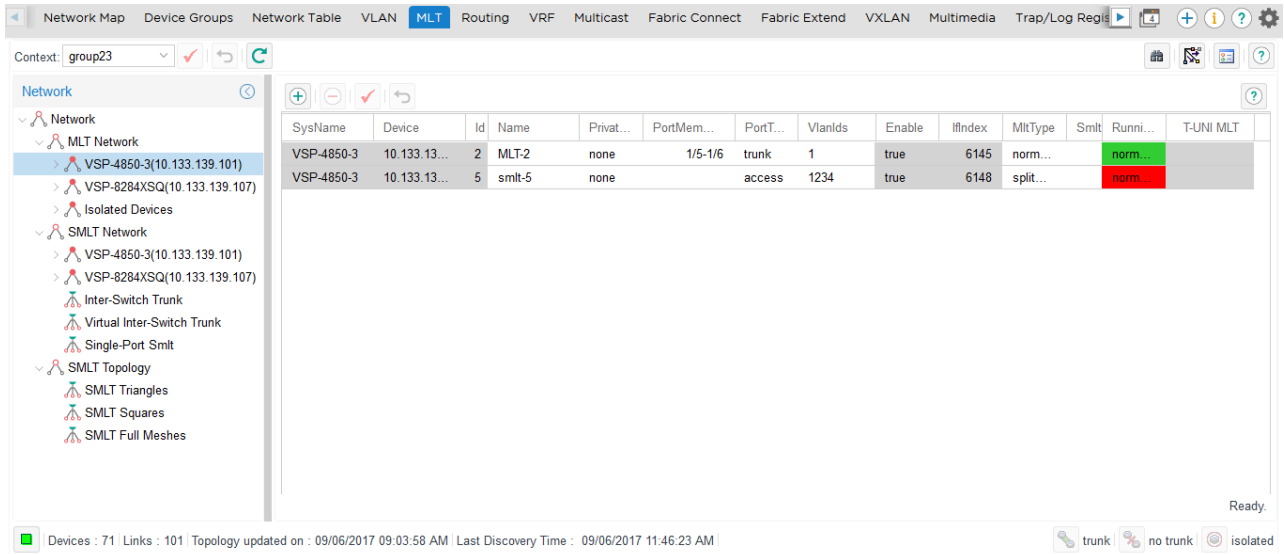 Network Map Device Groups Network Table VLAN MLT Routing VRF Multicast Fabric Connect Fabric Extend VXLAN Multimedia Trap/Log Regis 4
Context: group23
Network
SysName Device Id Name Privat... PortMem... PortT... VlanIds Enable IfIndex MltType Smlt Runni... T-UNI MLT
VSP-4850-3 10.133.13... 2 MLT-2 none 1/5-1/6 trunk 1 true 6145 norm... norm...
VSP-4850-3 10.133.13... 5 smlt-5 none access 1234 true 6148 split... norm...
Network
MLT Network
VSP-4850-3(10.133.139.101)
VSP-8284XSQ(10.133.139.107)
Isolated Devices
SMLT Network
VSP-4850-3(10.133.139.101)
VSP-8284XSQ(10.133.139.107)
Inter-Switch Trunk
Virtual Inter-Switch Trunk
Single-Port Smlt
SMLT Topology
SMLT Triangles
SMLT Squares
SMLT Full Meshes
Ready.
Devices : 71 Links : 101 Topology updated on : 09/06/2017 09:03:58 AM Last Discovery Time : 09/06/2017 11:46:23 AM trunk no trunk isolated